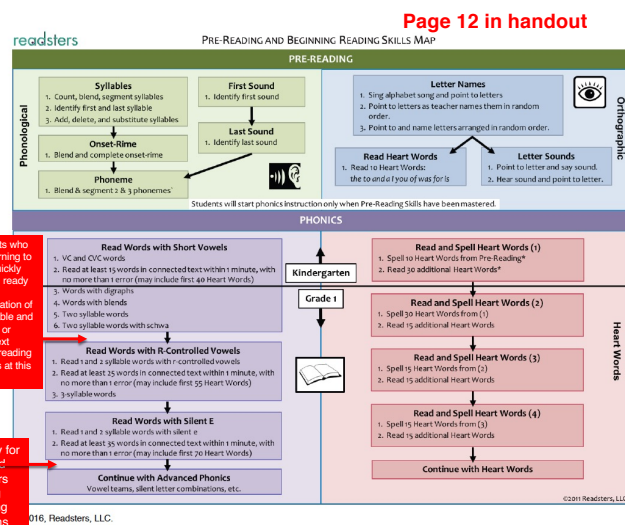 Page 12 in handout
readsters
PRE-READING AND BEGINNING READING SKILLS MAP
PRE-READING
Phonological
Syllables
1. Count, blend, segment syllables
2. Identify first and last syllable
3. Add, delete, and substitute syllables
First Sound
1. Identify first sound
Last Sound
1. Identify last sound
Onset-Rime
1. Blend and complete onset-rime
Phoneme
1. Blend & segment 2 & 3 phonemes*
Letter Names
1. Sing alphabet song and point to letters
2. Point to letters as teacher names them in random
order.
3. Point to and name letters arranged in random order.
Read Heart Words
1. Read 10 Heart Words:
the to and a I you of was for is
Letter Sounds
1. Point to letter and say sound.
2. Hear sound and point to letter.
Orthographic
Students will start phonics instruction only when Pre-Reading Skills have been mastered.
PHONICS
ts who
rning to
uickly
ready
ation of
ble and
or
ext
reading
s at this
Read Words with Short Vowels
1. VC and CVC words
2. Read at least 15 words in connected text within 1 minute, with
no more than 1 error (may include first 40 Heart Words)
3. Words with digraphs
4. Words with blends
5. Two syllable words
6. Two syllable words with schwa
Kindergarten
Grade 1
Read Words with R-Controlled Vowels
1. Read 1 and 2 syllable words with r-controlled vowels
2. Read at least 25 words in connected text within 1 minute, with
no more than 1 error (may include first 55 Heart Words)
3. 3-syllable words
Read Words with Silent E
1. Read 1 and 2 syllable words with silent e
2. Read at least 35 words in connected text within 1 minute, with
no more than 1 error (may include first 70 Heart Words)
Continue with Advanced Phonics
Vowel teams, silent letter combinations, etc.
Read and Spell Heart Words (1)
1. Spell 10 Heart Words from Pre-Reading*
2. Read 30 additional Heart Words*
Read and Spell Heart Words (2)
1. Spell 30 Heart Words from (1)
2. Read 15 additional Heart Words
Read and Spell Heart Words (3)
1. Spell 15 Heart Words from (2)
2. Read 15 additional Heart Words
Read and Spell Heart Words (4)
1. Spell 15 Heart Words from (3)
2. Read 15 additional Heart Words
Continue with Heart Words
Heart Words
y for
rs
©2011 Readsters, LLC
016, Readsters, LLC.